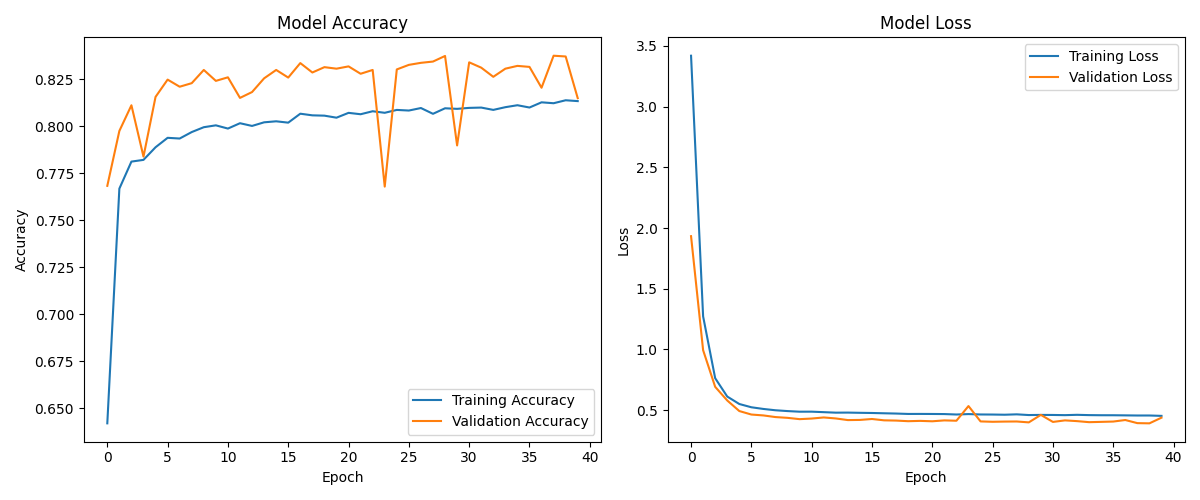 Model Accuracy
0.825
0.800
0.775
0.750
0.725
0.700
0.675
0.650
Accuracy
0 5 10 15 20 25 30 35 40
Epoch
Training Accuracy
Validation Accuracy
Model Loss
3.5
3.0
2.5
2.0
1.5
1.0
0.5
Loss
0 5 10 15 20 25 30 35 40
Epoch
Training Loss
Validation Loss